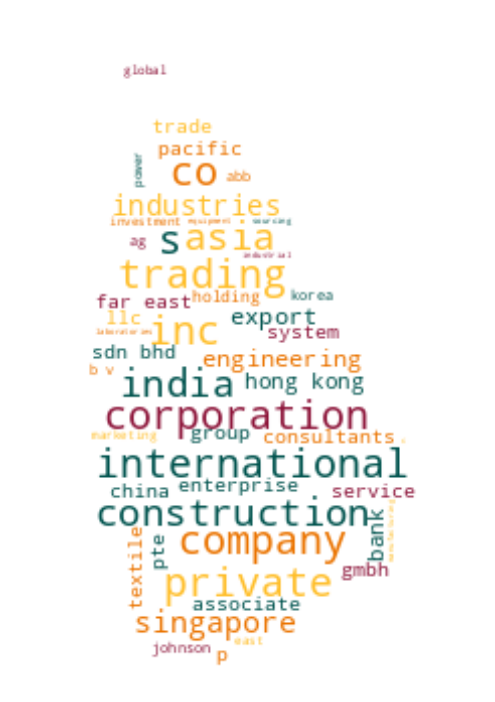 global
trade
pacific
power
co abb
industries
investment equipment sourcing
ag s asia
industrial
trading
far east holding korea
llc inc export
laboratories system
sdn bhd engineering
b v
india hong kong
corporation
marketing group consultants
international
china enterprise service
construction
company bank manufacturing
textile pte
private gmbh
associate
singapore
east
johnson p